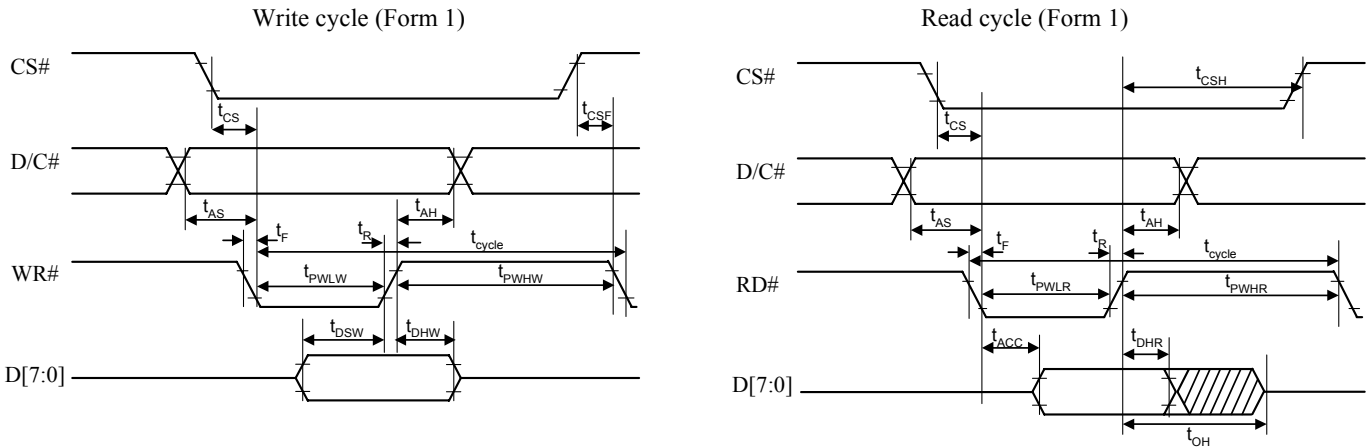 Write cycle (Form 1)
CS#
tCS
tCSF
D/C#
tAS
tAH
tF
tR
tcycle
WR#
tPWLW
tPWHW
tDSW
tDHW
D[7:0]
Read cycle (Form 1)
CS#
tCSH
tCS
D/C#
tAS
tAH
tF
tR
tcycle
RD#
tPWLR
tPWHR
tACC
tDHR
D[7:0]
tOH